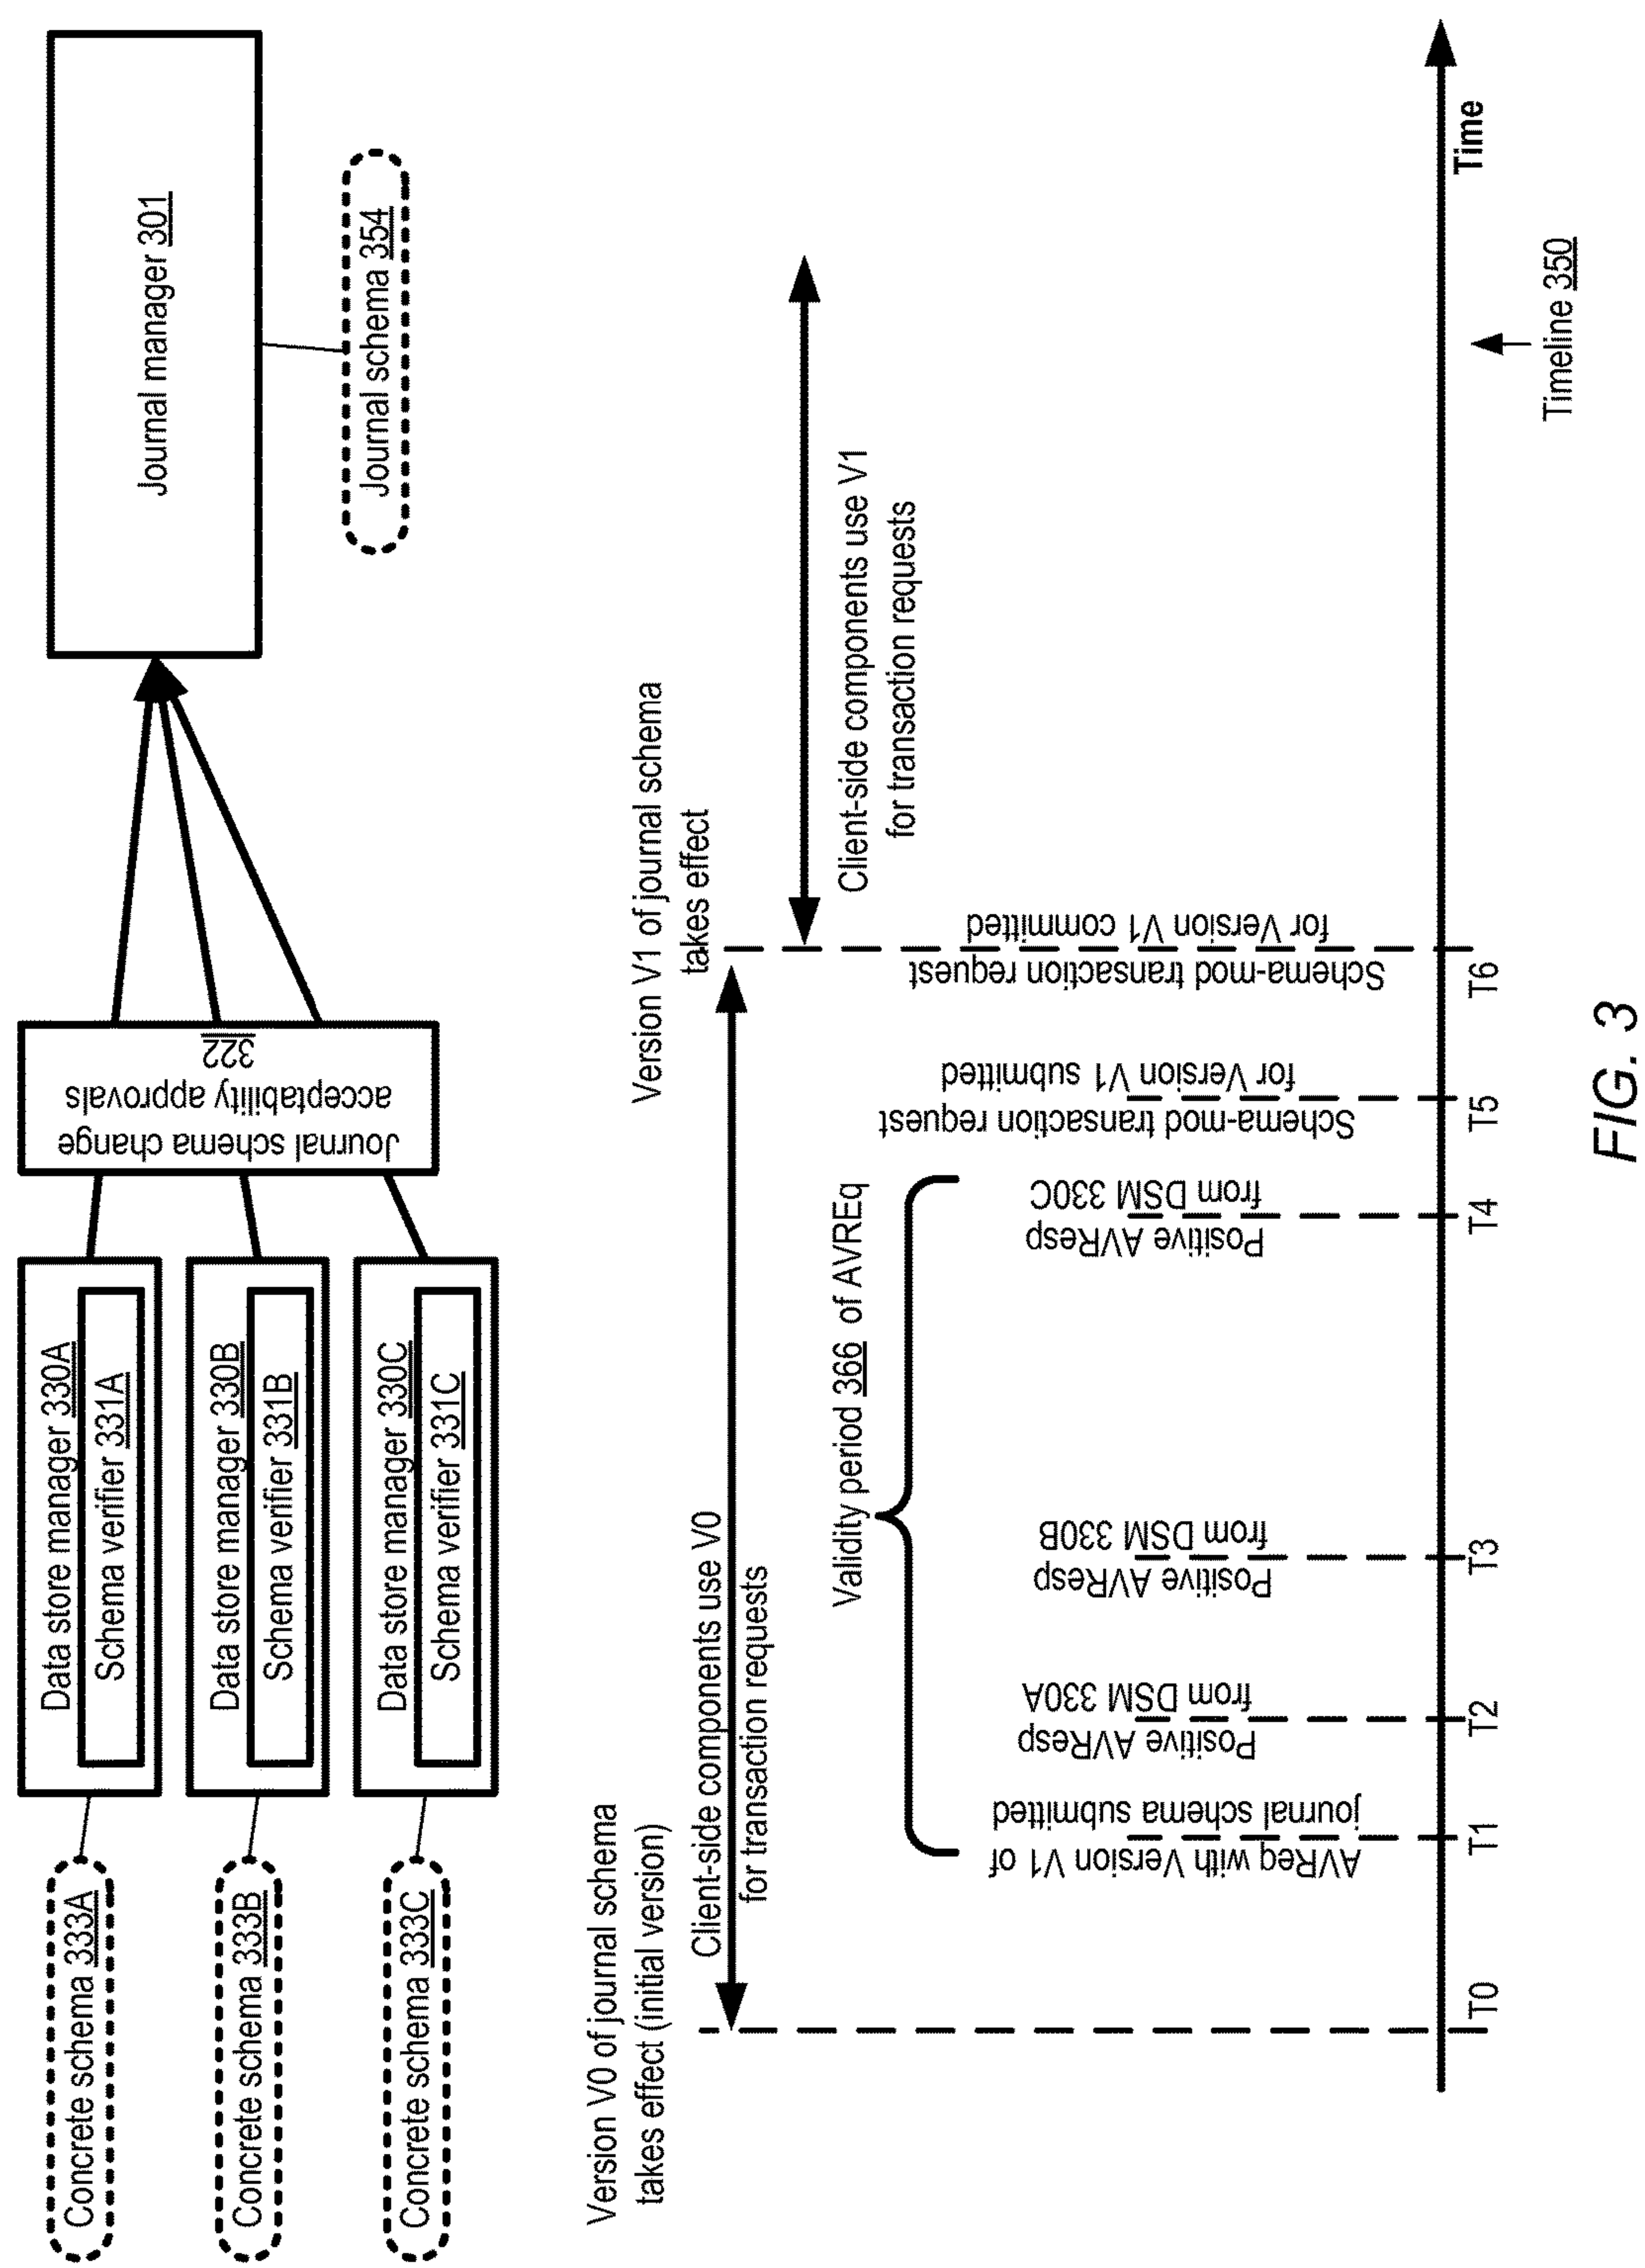 Concrete schema 333A
Data store manager 330A
Schema verifier 331A
Concrete schema 333B
Data store manager 330B
Schema verifier 331B
Concrete schema 333C
Data store manager 330C
Schema verifier 331C
Journal schema change
acceptability approvals
322
Journal manager 301
Journal schema 354
Version V0 of journal schema
takes effect (initial version)
Client-side components use V0
for transaction requests
Version V1 of journal schema
takes effect
Client-side components use V1
for transaction requests
Validity period 366 of AVREq
AVReq with Version V1 of
journal schema submitted
Positive AVResp
from DSM 330A
Positive AVResp
from DSM 330B
Positive AVResp
from DSM 330C
Schema-mod transaction request
for Version V1 submitted
Schema-mod transaction request
for Version V1 committed
T0
T1
T2
T3
T4
T5
T6
Time
Timeline 350
FIG. 3